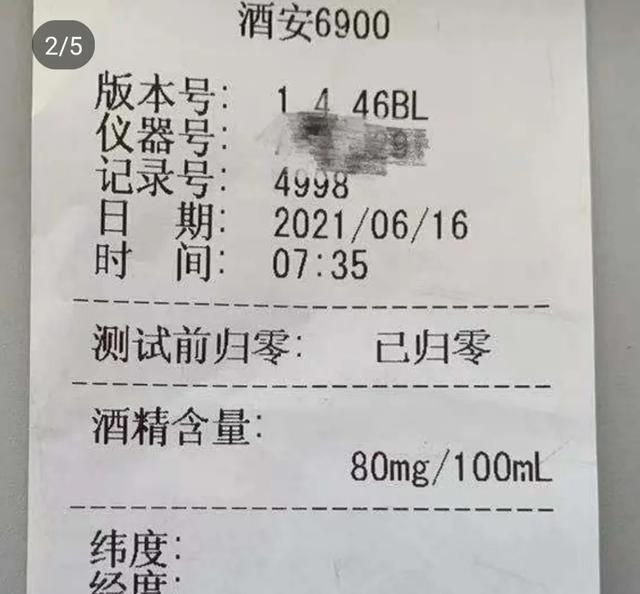 酒安6900
2/5
版本号: 1 4 46BL
仪器号:
记录号: 4998
日 期: 2021/06/16
时 间: 07:35
测试前归零: 已归零
酒精含量:
80mg/100mL
纬度:
经度: